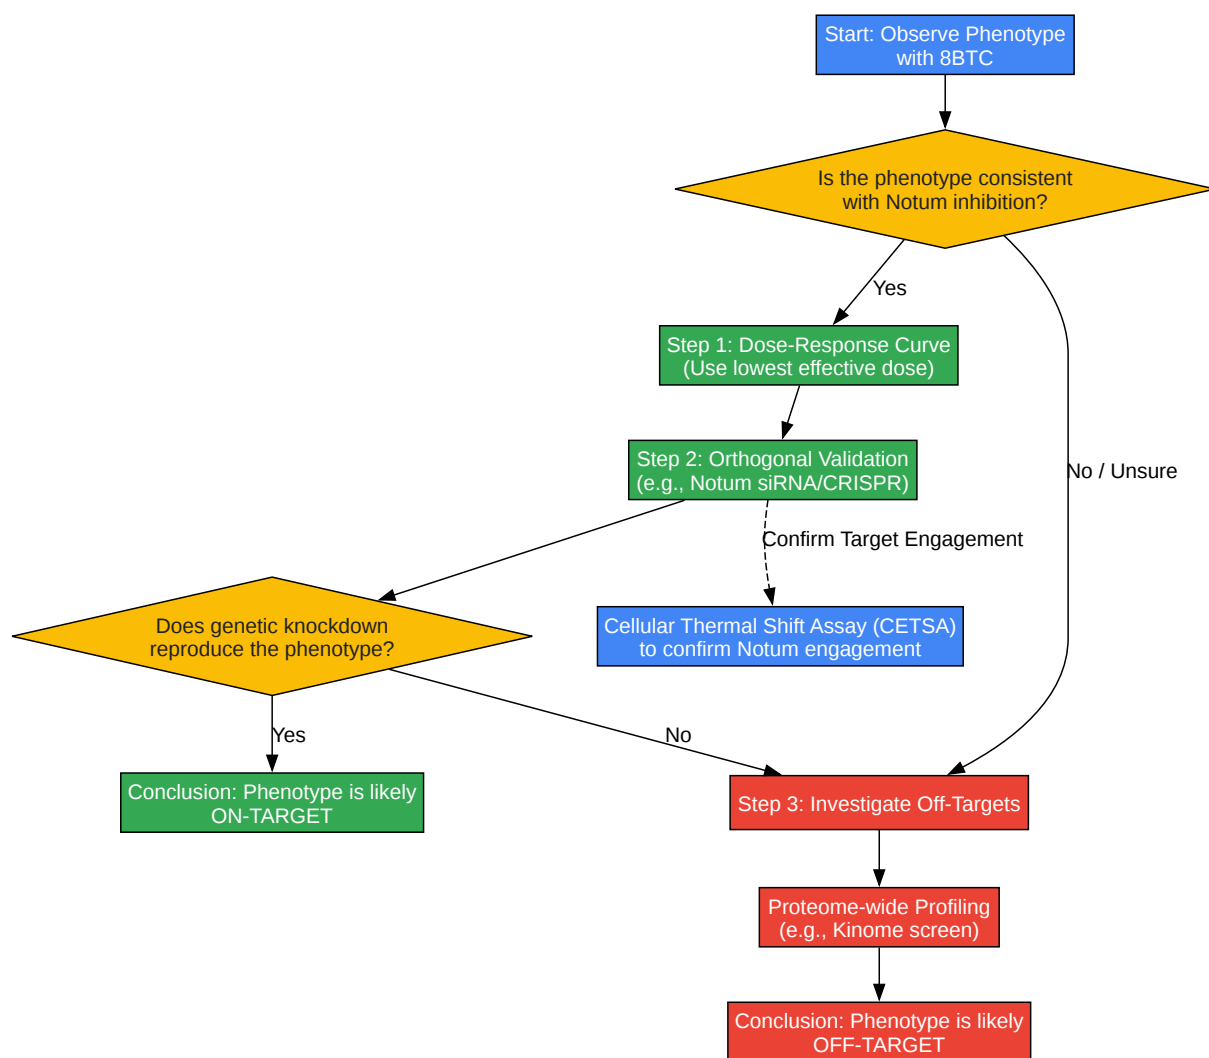 Start: Observe Phenotype
with 8BTC
Is the phenotype consistent
with Notum inhibition?
Yes
Step 1: Dose-Response Curve
(Use lowest effective dose)
Step 2: Orthogonal Validation
(e.g., Notum siRNA/CRISPR)
No / Unsure
Confirm Target Engagement
Does genetic knockdown
reproduce the phenotype?
Cellular Thermal Shift Assay (CETSA)
to confirm Notum engagement
Yes
No
Conclusion: Phenotype is likely
ON-TARGET
Step 3: Investigate Off-Targets
Proteome-wide Profiling
(e.g., Kinome screen)
Conclusion: Phenotype is likely
OFF-TARGET